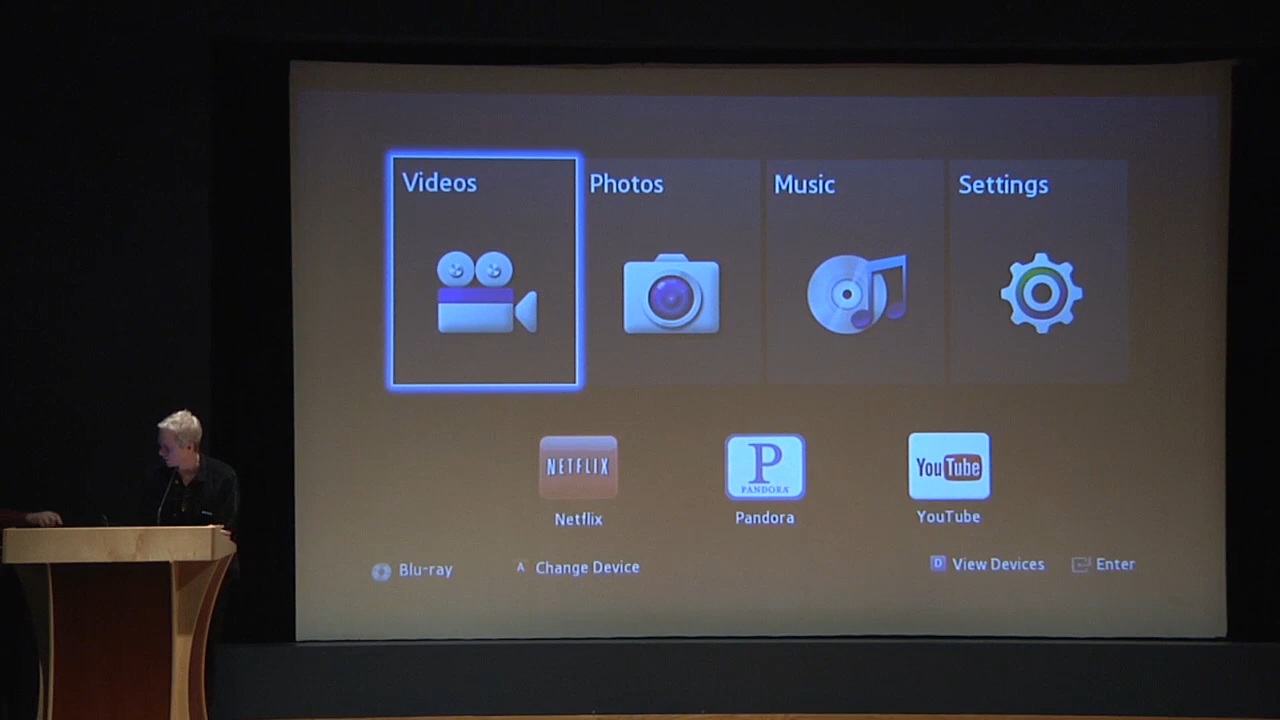 Videos
Photos
Music
Settings
NETFLIX
P
PANDORA
YouTube
Netflix
Pandora
YouTube
Blu-ray
A Change Device
D View Devices
Enter